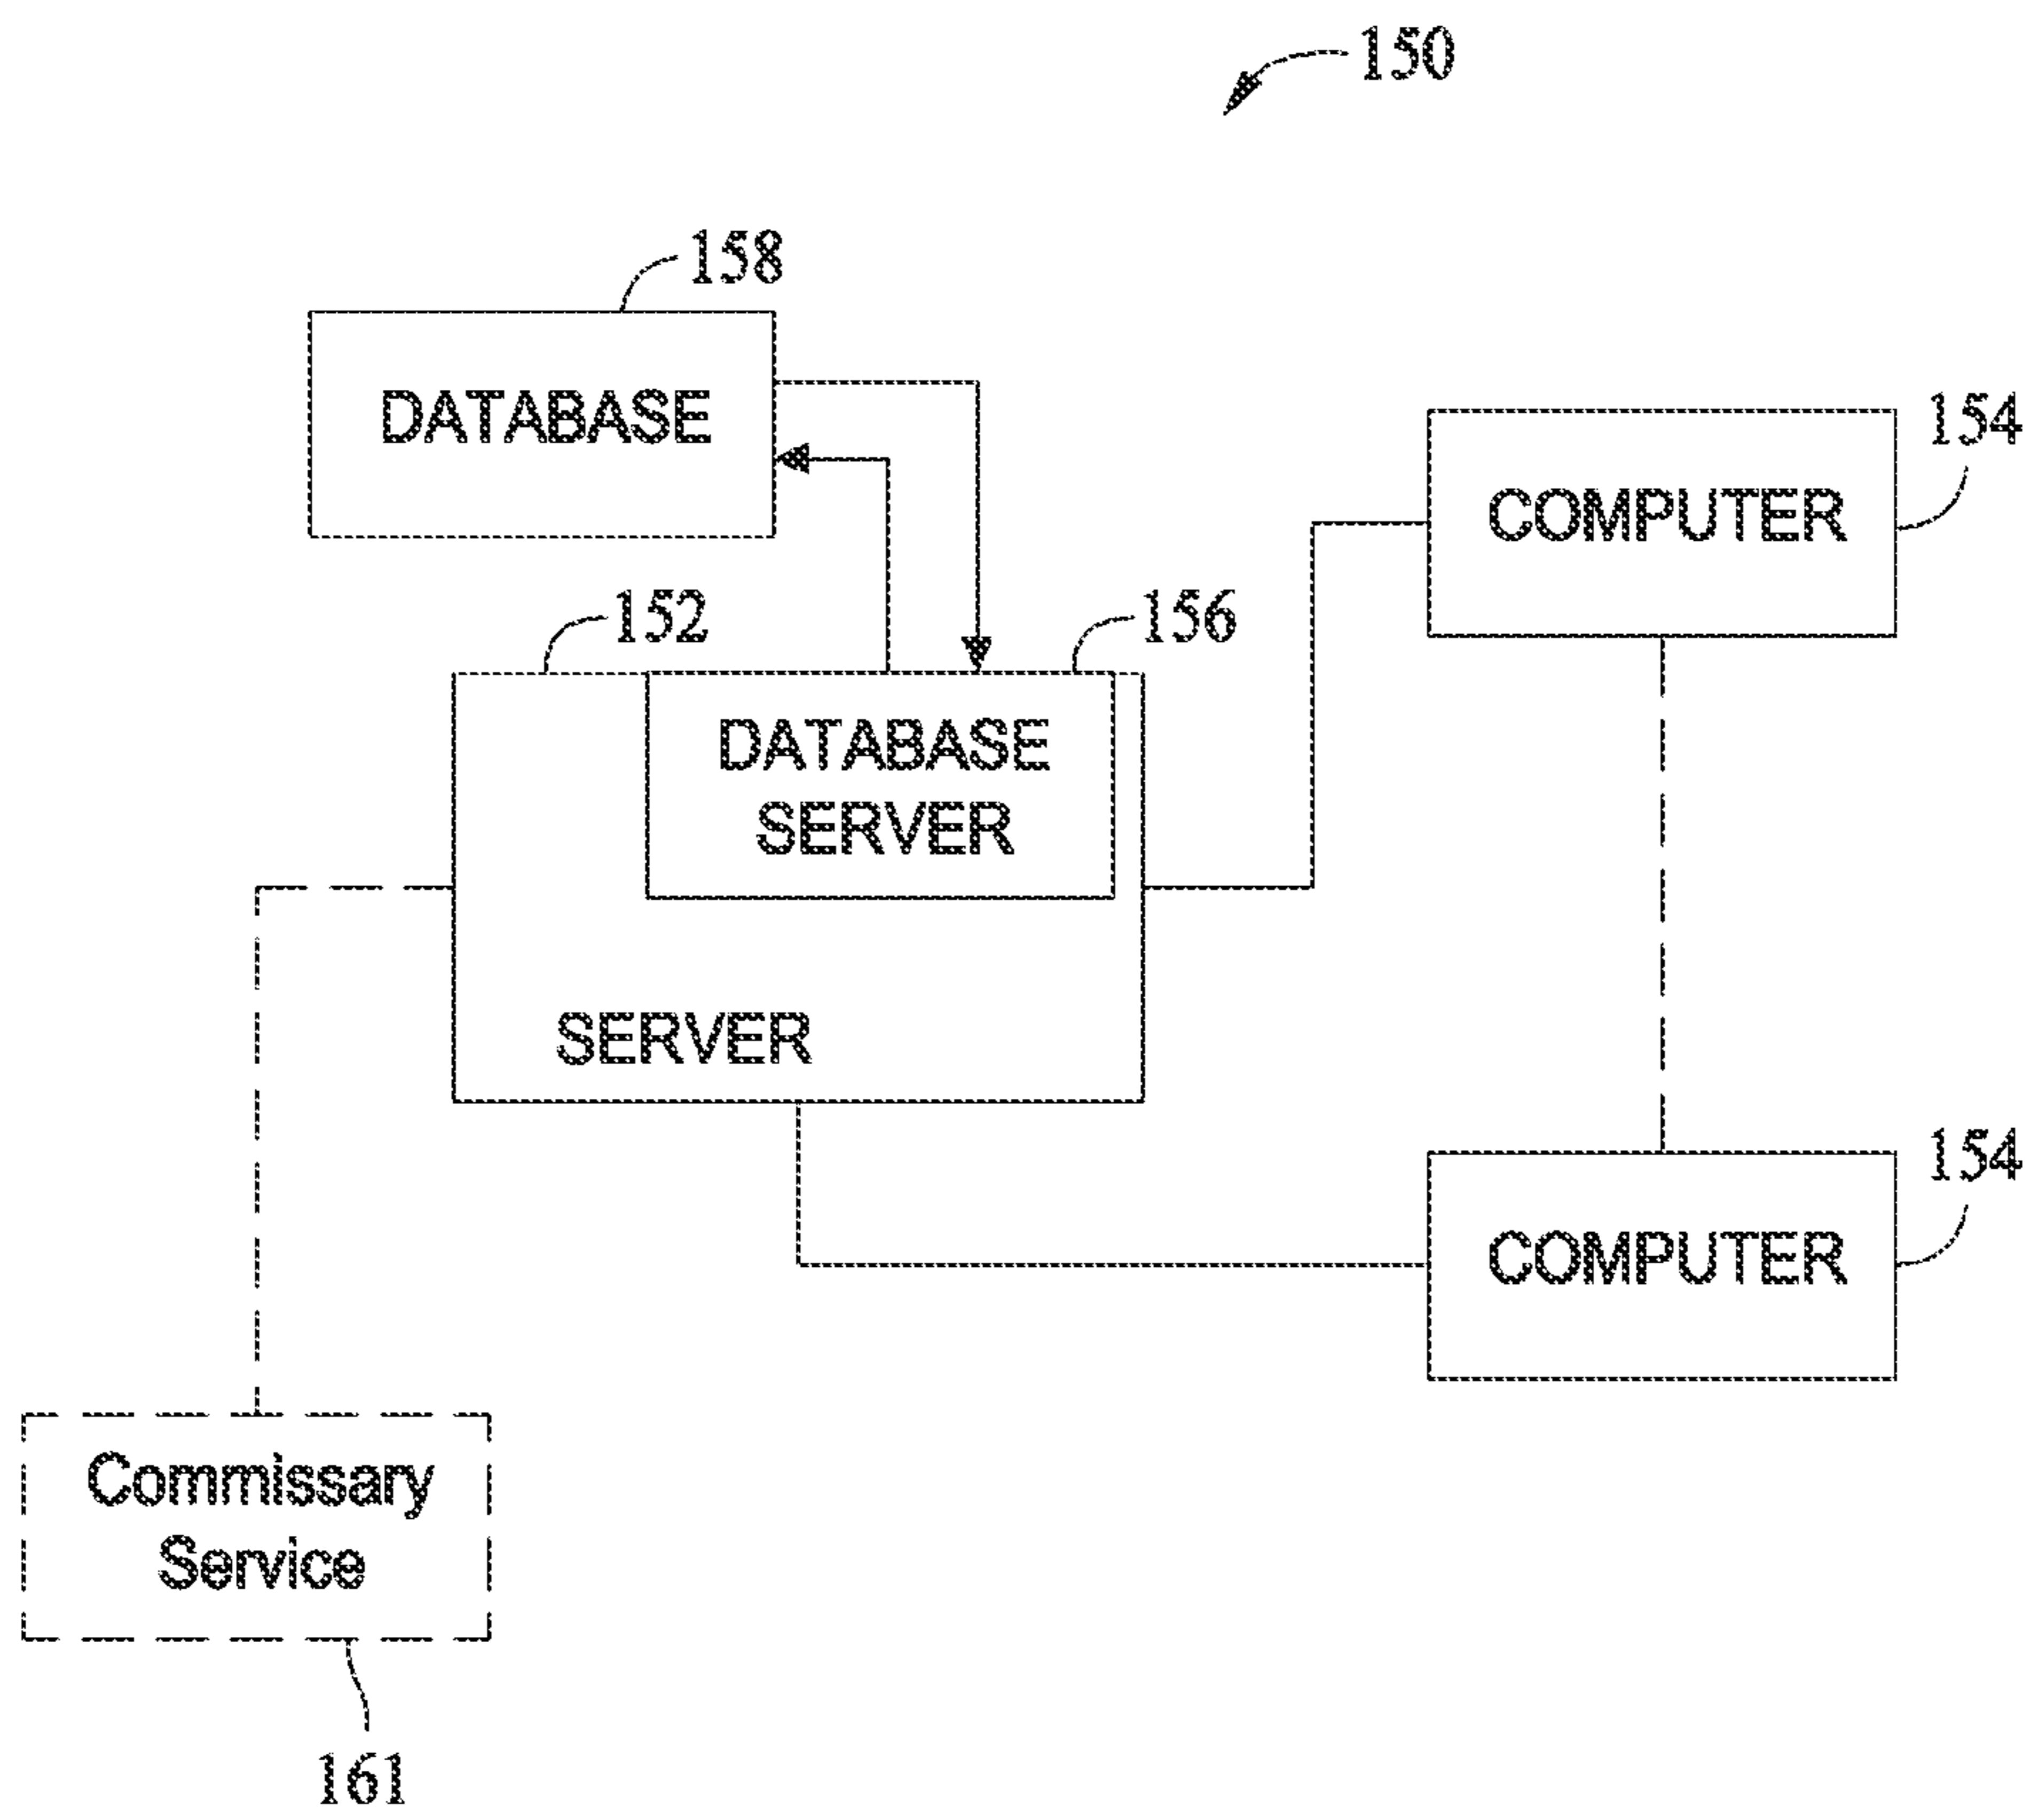 150
158
DATABASE
154
COMPUTER
152
156
DATABASE
SERVER
SERVER
154
COMPUTER
Commissary
Service
161